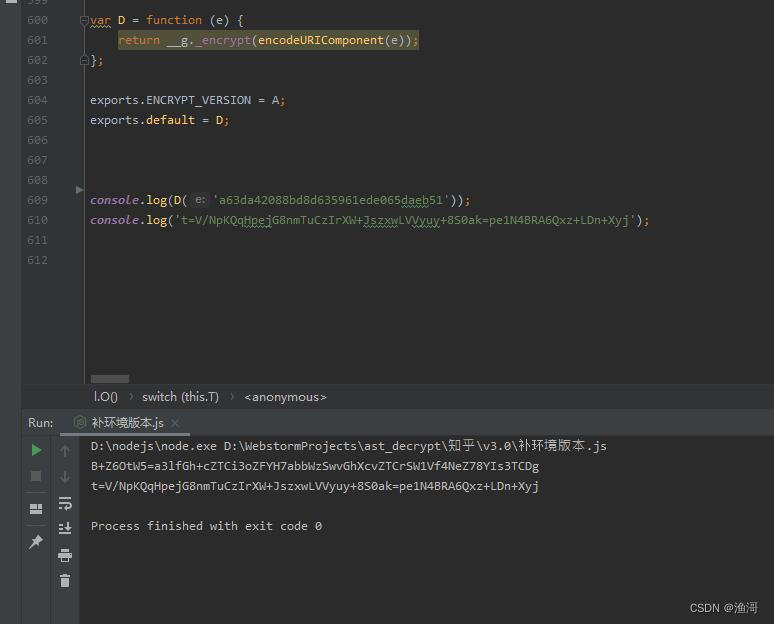 599
600 var D = function (e) {
601 return __g._encrypt(encodeURIComponent(e));
602 };
603
604 exports.ENCRYPT_VERSION = A;
605 exports.default = D;
606
607
608
609 console.log(D( e: 'a63da42088bd8d635961ede065daeb51'));
610 console.log('t=V/NpKQqHpejG8nmTuCzIrXW+JszxwLVVyuy+8S0ak=pe1N4BRA6Qxz+LDn+Xyj');
611
612
I.O() › switch (this.T) › <anonymous>
Run: 补环境版本.js ×
D:\nodejs\node.exe D:\WebstormProjects\ast_decrypt\知乎\v3.0\补环境版本.js
B+Z6OtW5=a3lfGh+cZTCi3oZFYH7abbWzSwvGhXcvZTCrSW1Vf4NeZ78YIs3TCDg
t=V/NpKQqHpejG8nmTuCzIrXW+JszxwLVVyuy+8S0ak=pe1N4BRA6Qxz+LDn+Xyj
Process finished with exit code 0
CSDN @渔滒